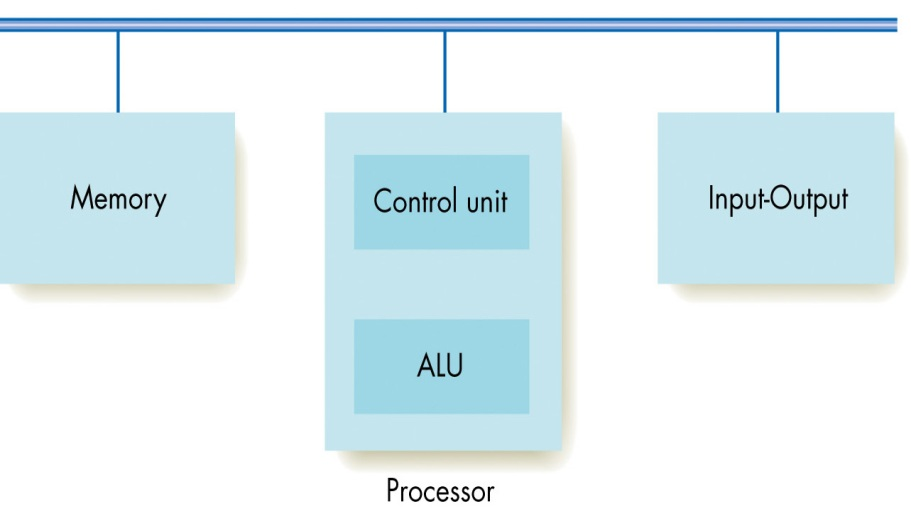 Memory
Control unit
Input-Output
ALU
Processor